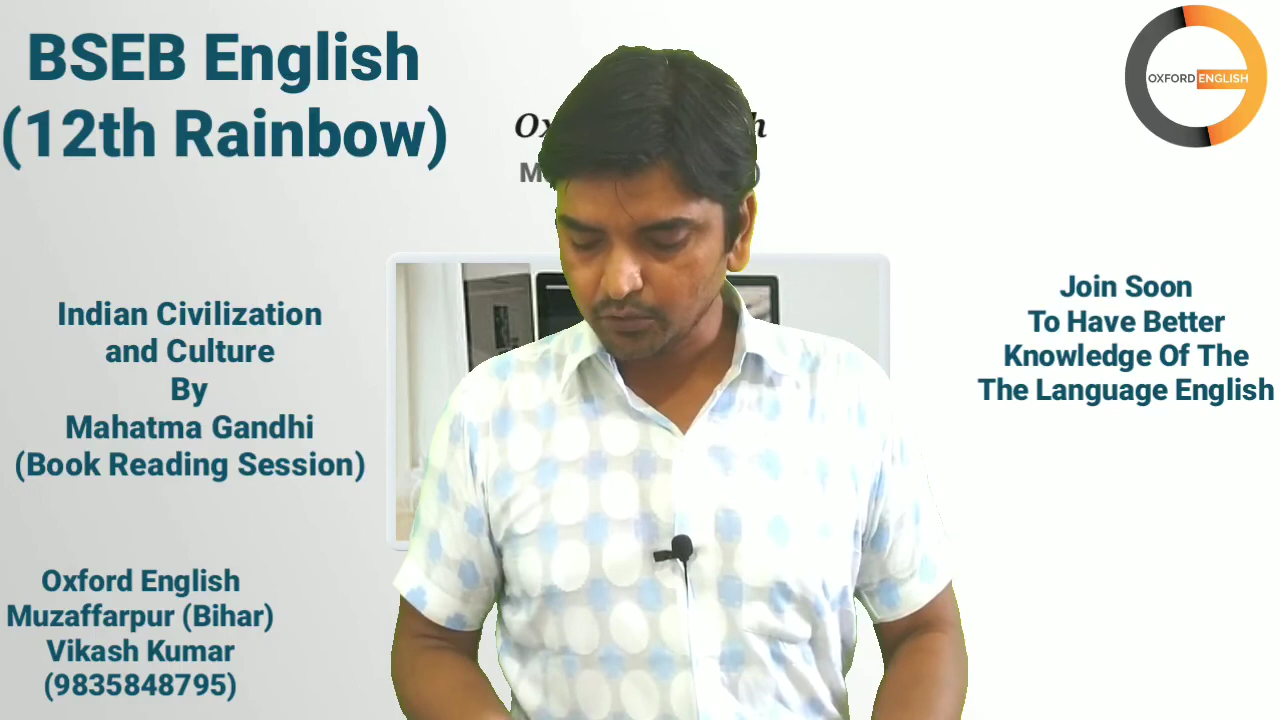 BSEB English
(12th Rainbow)
OXFORD ENGLISH
Indian Civilization
and Culture
By
Mahatma Gandhi
(Book Reading Session)
Join Soon
To Have Better
Knowledge Of The
The Language English
Oxford English
Muzaffarpur (Bihar)
Vikash Kumar
(9835848795)